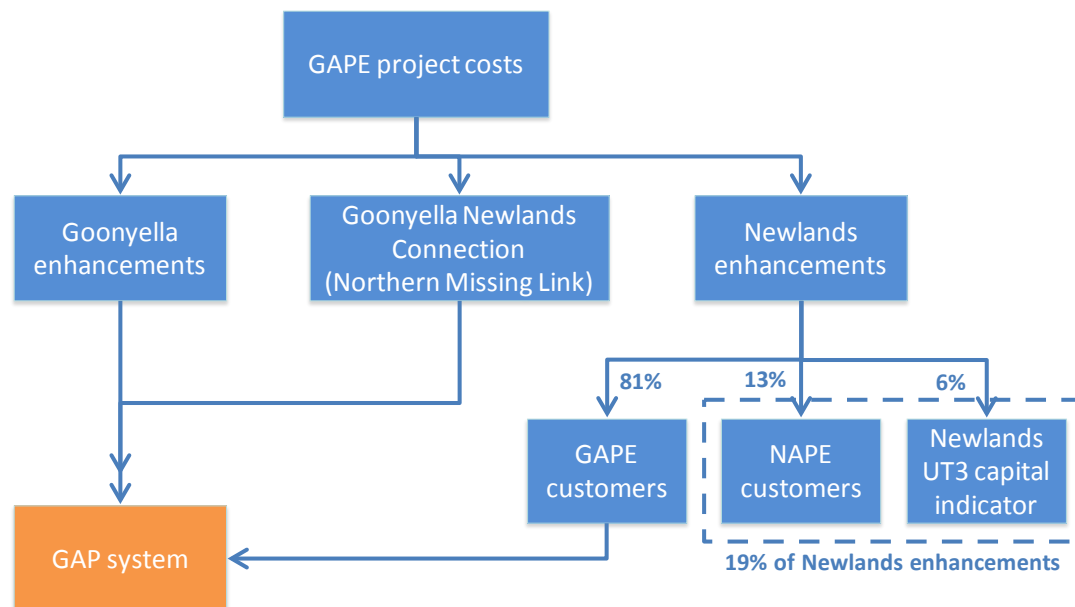 GAPE project costs
Goonyella
enhancements
Goonyella Newlands
Connection
(Northern Missing Link)
Newlands
enhancements
81%
13%
6%
GAPE
customers
NAPE
customers
Newlands
UT3 capital
indicator
GAP system
19% of Newlands enhancements